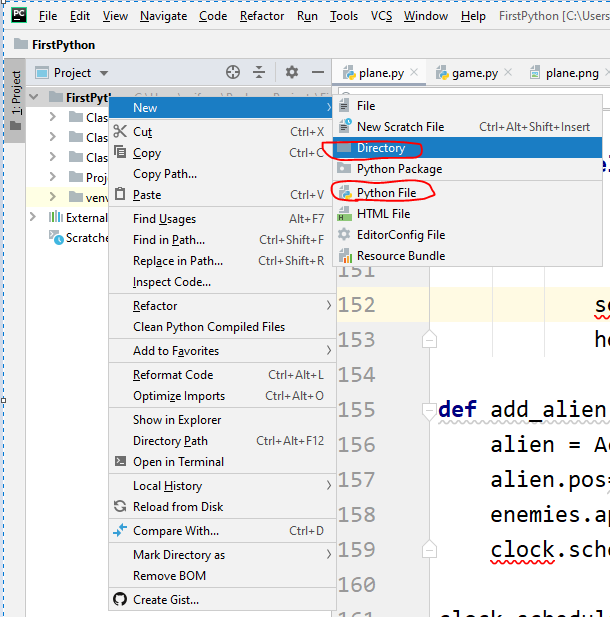 PC File Edit View Navigate Code Refactor Run Tools VCS Window Help FirstPython [C:\Users
FirstPython
1: Project
Project
plane.py game.py plane.png
FirstPyt
Clas
Clas
Clas
Proj
venv
External
Scratche
New
Cut Ctrl+X
Copy Ctrl+C
Copy Path...
Paste Ctrl+V
Find Usages Alt+F7
Find in Path... Ctrl+Shift+F
Replace in Path... Ctrl+Shift+R
Inspect Code...
Refactor
Clean Python Compiled Files
Add to Favorites
Reformat Code Ctrl+Alt+L
Optimize Imports Ctrl+Alt+O
Show in Explorer
Directory Path Ctrl+Alt+F12
Open in Terminal
Local History
Reload from Disk
Compare With... Ctrl+D
Mark Directory as
Remove BOM
Create Gist...
File
New Scratch File Ctrl+Alt+Shift+Insert
Directory
Python Package
Python File
HTML File
EditorConfig File
Resource Bundle
151
152 s
153 h
154
155 def add_alien
156 alien = A
157 alien.pos=
158 enemies.ap
159 clock.sche
160
161 clock.schedul